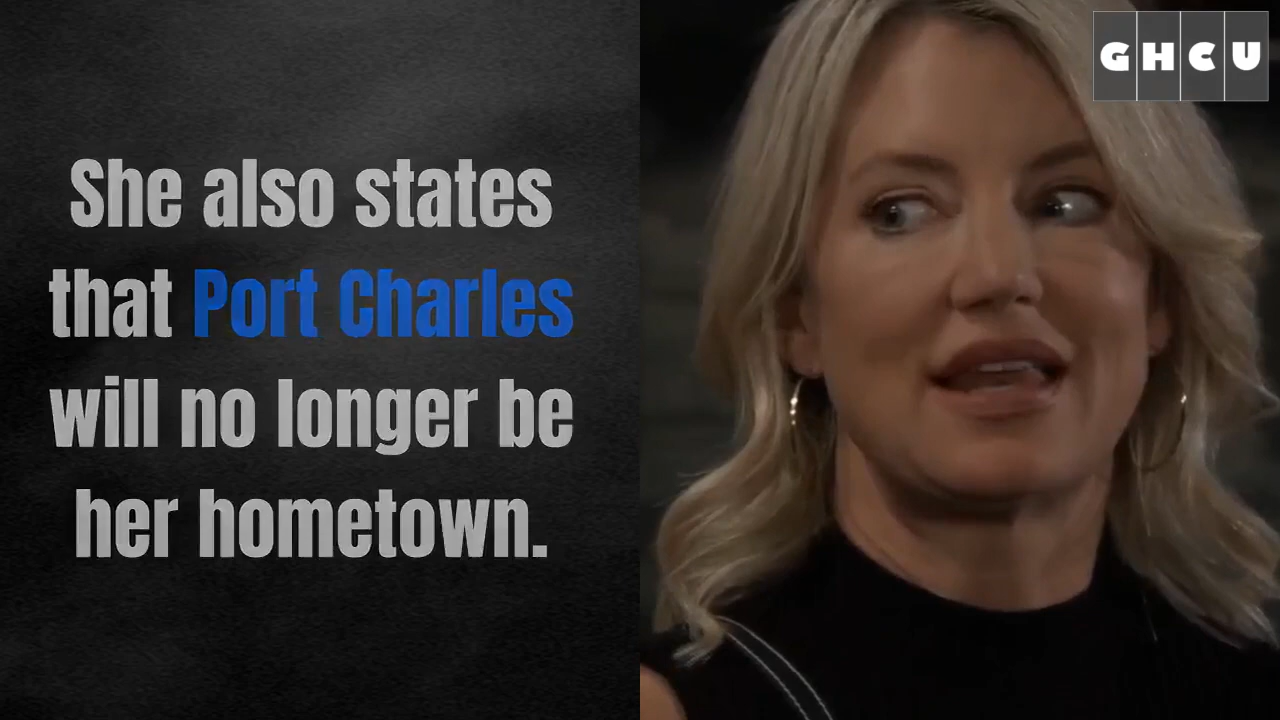 She also states
that Port Charles
will no longer be
her hometown.
GHCU